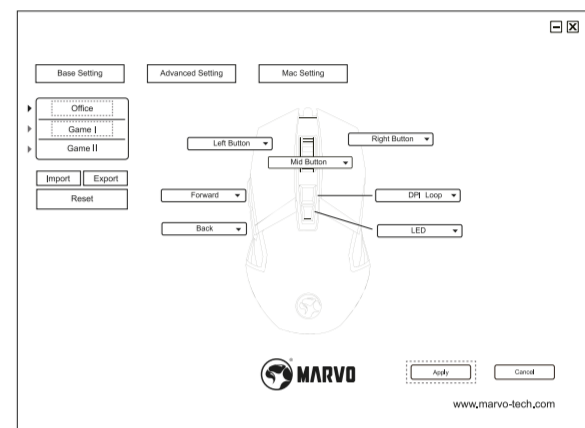 Base Setting
Advanced Setting
Mac Setting
Office
Game I
Game II
Import
Export
Reset
Left Button
Right Button
Mid Button
Forward
DPI Loop
Back
LED
MARVO
Apply
Cancel
www.marvo-tech.com